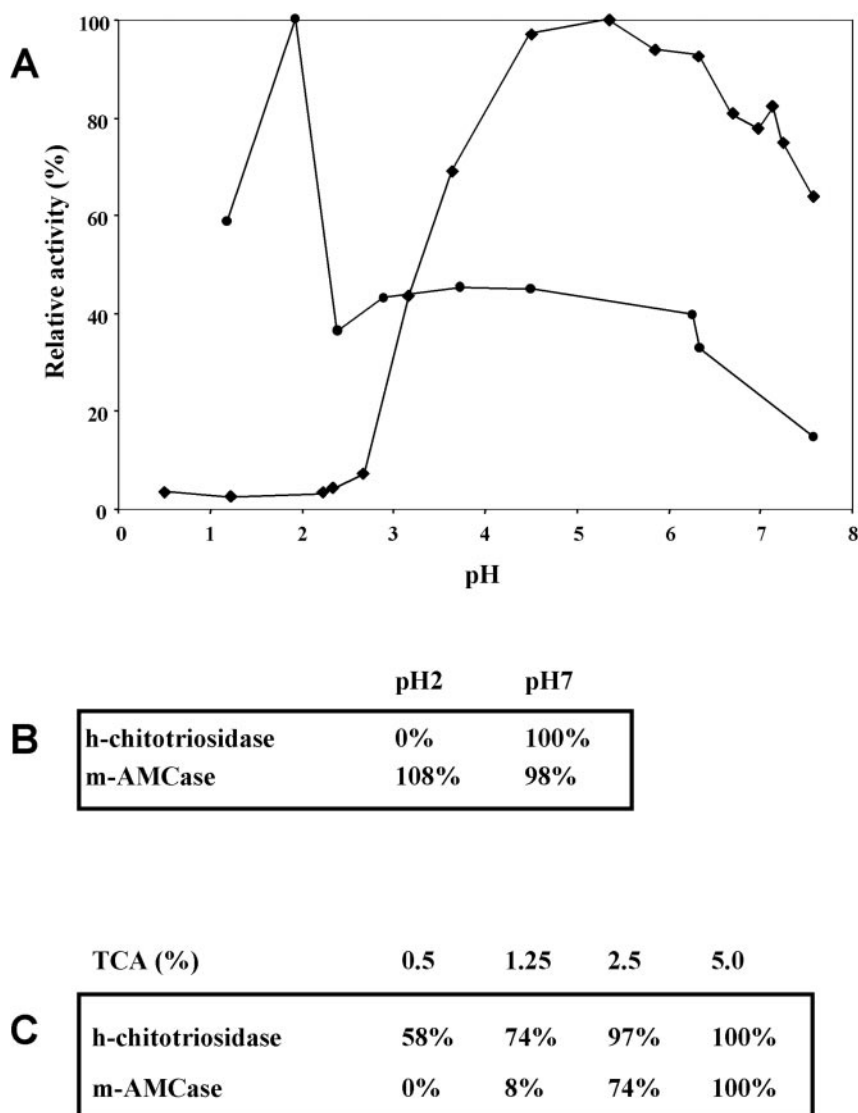 A
100
80
60
40
20
0
Relative activity (%)
0 1 2 3 4 5 6 7 8
pH
B
pH2 pH7
h-chitotriosidase 0% 100%
m-AMCase 108% 98%
C
TCA (%) 0.5 1.25 2.5 5.0
h-chitotriosidase 58% 74% 97% 100%
m-AMCase 0% 8% 74% 100%